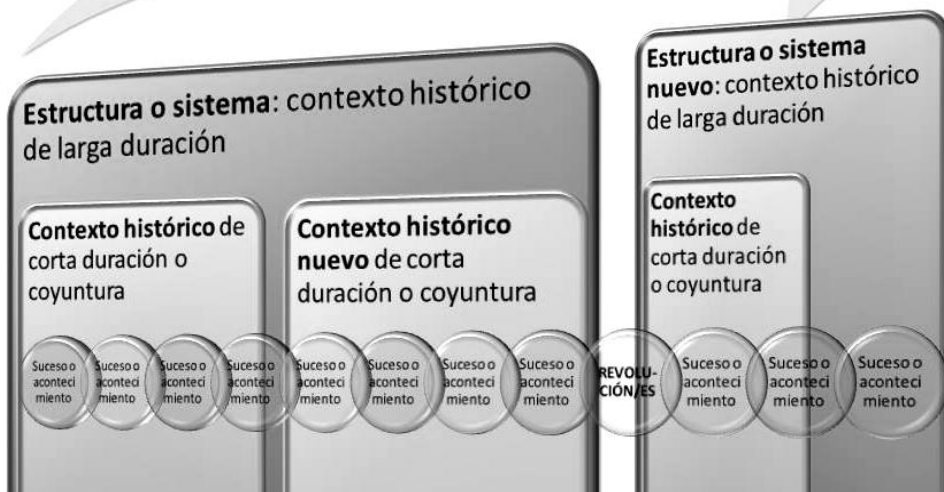 Estructura o sistema: contexto histórico
de larga duración
Contexto histórico de
corta duración o
coyuntura
Contexto histórico
nuevo de corta
duración o coyuntura
Estructura o sistema
nuevo: contexto histórico
de larga duración
Contexto
histórico de
corta duración
o coyuntura
Suceso o
aconteci
miento
Suceso o
aconteci
miento
Suceso o
aconteci
miento
Suceso o
aconteci
miento
Suceso o
aconteci
miento
Suceso o
aconteci
miento
Suceso o
aconteci
miento
Suceso o
aconteci
miento
REVOLU-
CIÓN/ES
Suceso o
aconteci
miento
Suceso o
aconteci
miento
Suceso o
aconteci
miento